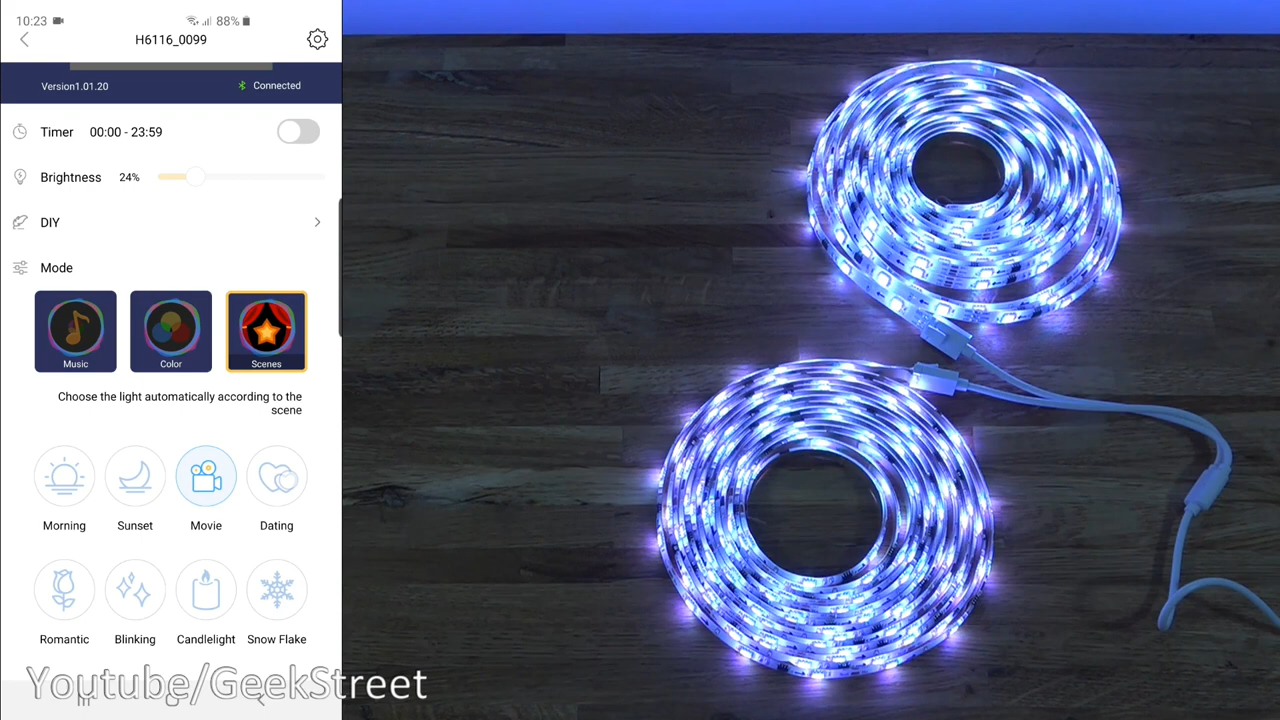 10:23
88%
H6116_0099
Version1.01.20
Connected
Timer 00:00 - 23:59
Brightness 24%
DIY
Mode
Music Color Scenes
Choose the light automatically according to the
scene
Morning Sunset Movie Dating
Romantic Blinking Candlelight Snow Flake
Youtube/GeekStreet